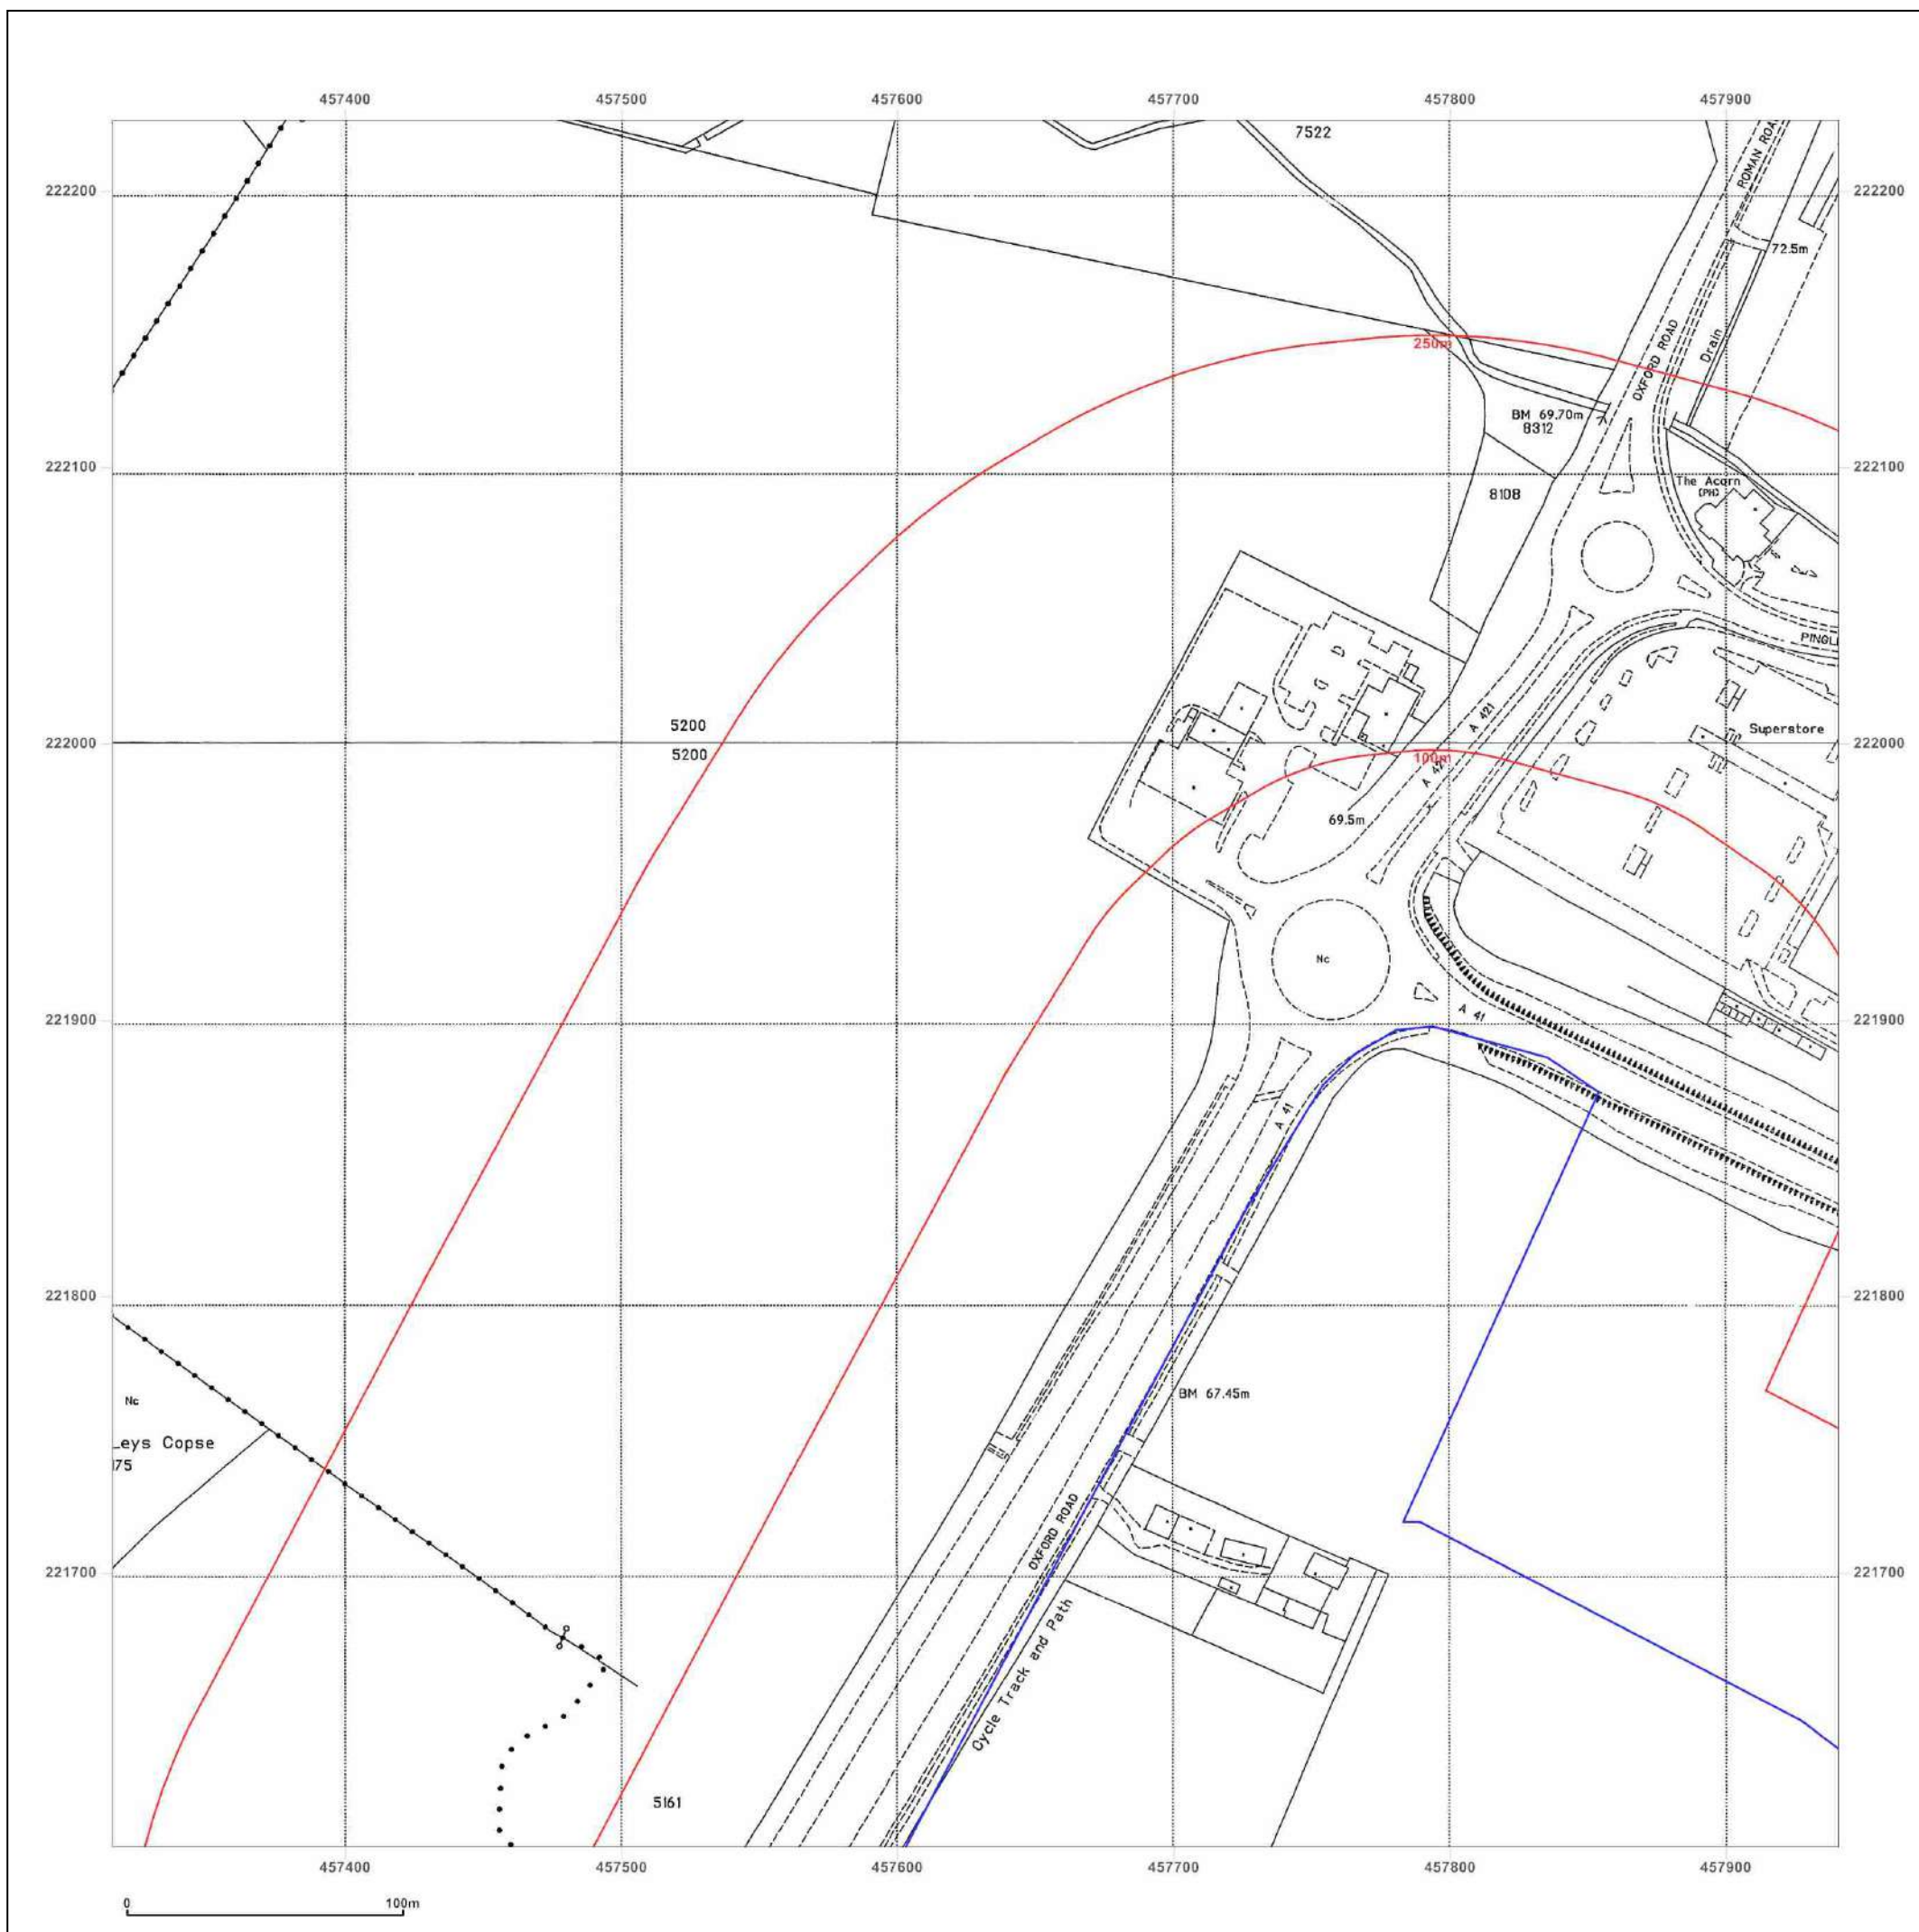 457400 457500 457600 457700 457800 457900
7522
ROMAN ROA
222200 222200
72.5m
OXFORD ROAD
Drain
250m
BM 69.70m
8312
222100 222100
The Acorn
(PH)
8108
PINGL
A 421
5200
Superstore
222000 222000
5200
100m
A 42
69.5m
Nc
221900 221900
A 41
A 41
221800 221800
BM 67.45m
Nc
Leys Copse
175
OXFORD ROAD
221700 221700
Cycle Track and Path
5161
457400 457500 457600 457700 457800 457900
0 100m